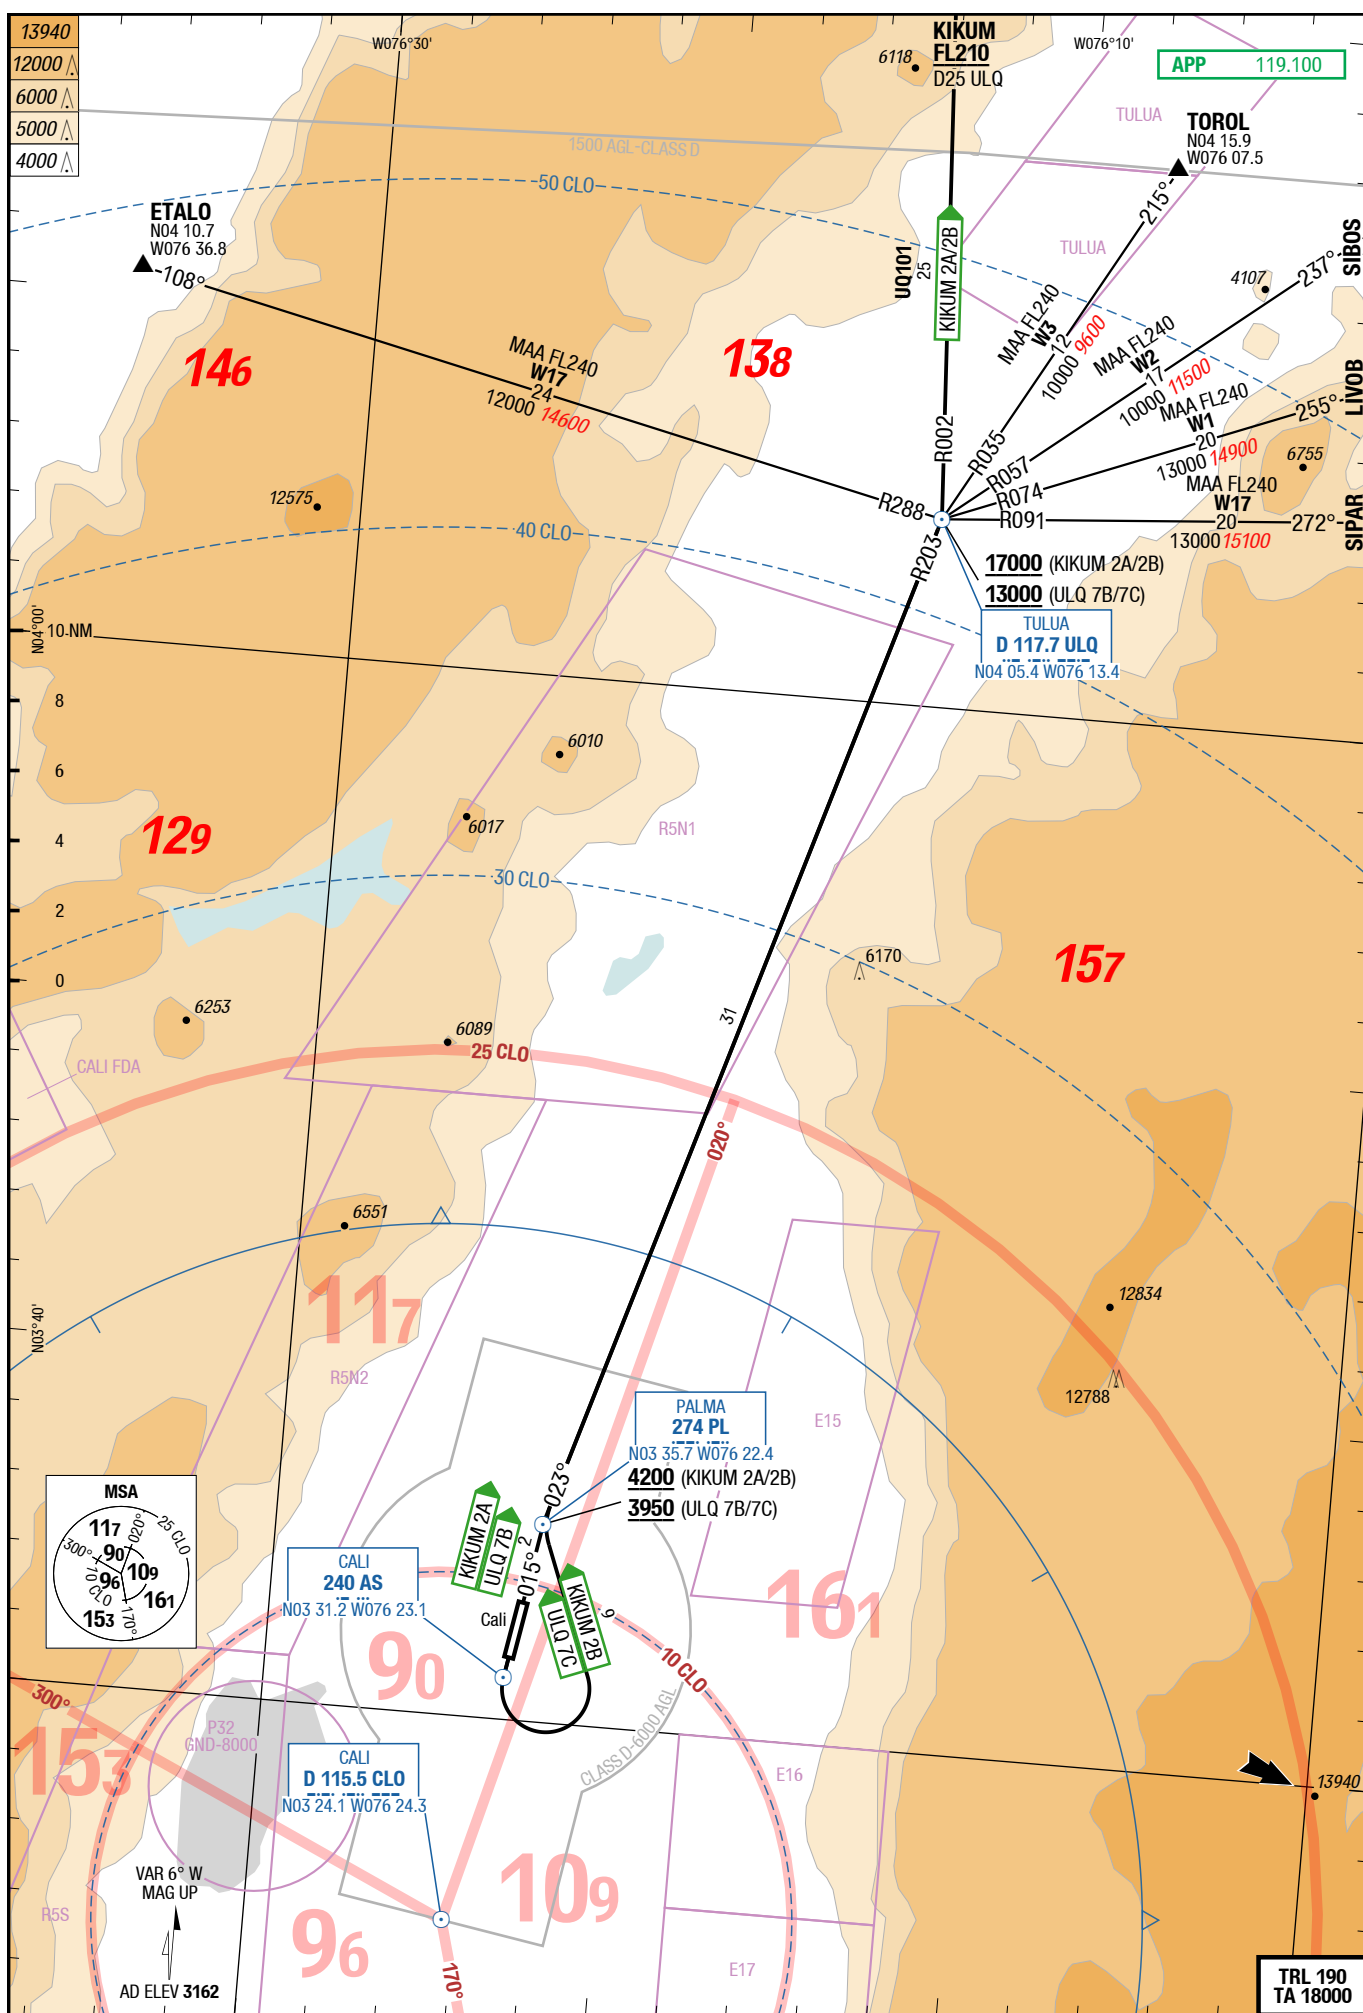 13940
12000
6000
5000
4000
W076°30'
KIKUM
FL210
D25 ULQ
6118
W076°10'
APP 119.100
TULUA
TOROL
N04 15.9
W076 07.5
1500 AGL-CLASS D
50 CLO
215°
ETALO
N04 10.7
W076 36.8
108°
UQ101
25
KIKUM 2A/2B
TULUA
4107
237°
SIBOS
146
138
MAA FL240
W17
24
12000 14600
MAA FL240
W3
12
10000 9600
MAA FL240
W2
17
10000 11500
MAA FL240
W1
20
13000 14900
255°
LIVOB
6755
MAA FL240
W17
20
13000 15100
272°
SIPAR
R002
R035
R057
R074
R091
R288
R203
12575
40 CLO
17000 (KIKUM 2A/2B)
13000 (ULQ 7B/7C)
TULUA
D 117.7 ULQ
N04 05.4 W076 13.4
N04°00'
10 NM
8
6
4
2
0
6010
6017
129
R5N1
30 CLO
6170
157
31
6253
6089
25 CLO
CALI FDA
020°
6551
117
R5N2
N03°40'
12834
12788
E15
PALMA
274 PL
N03 35.7 W076 22.4
4200 (KIKUM 2A/2B)
3950 (ULQ 7B/7C)
023°
MSA
117
020°
25 CLO
300°
90
109
70 CLO
96
161
153
170°
KIKUM 2A
ULQ 7B
015°
2
CALI
240 AS
N03 31.2 W076 23.1
Cali
KIKUM 2B
ULQ 7C
9
161
90
10 CLO
300°
153
P32
GND-8000
CLASS D-6000 AGL
CALI
D 115.5 CLO
N03 24.1 W076 24.3
E16
13940
VAR 6° W
MAG UP
R5S
109
96
170°
E17
AD ELEV 3162
TRL 190
TA 18000